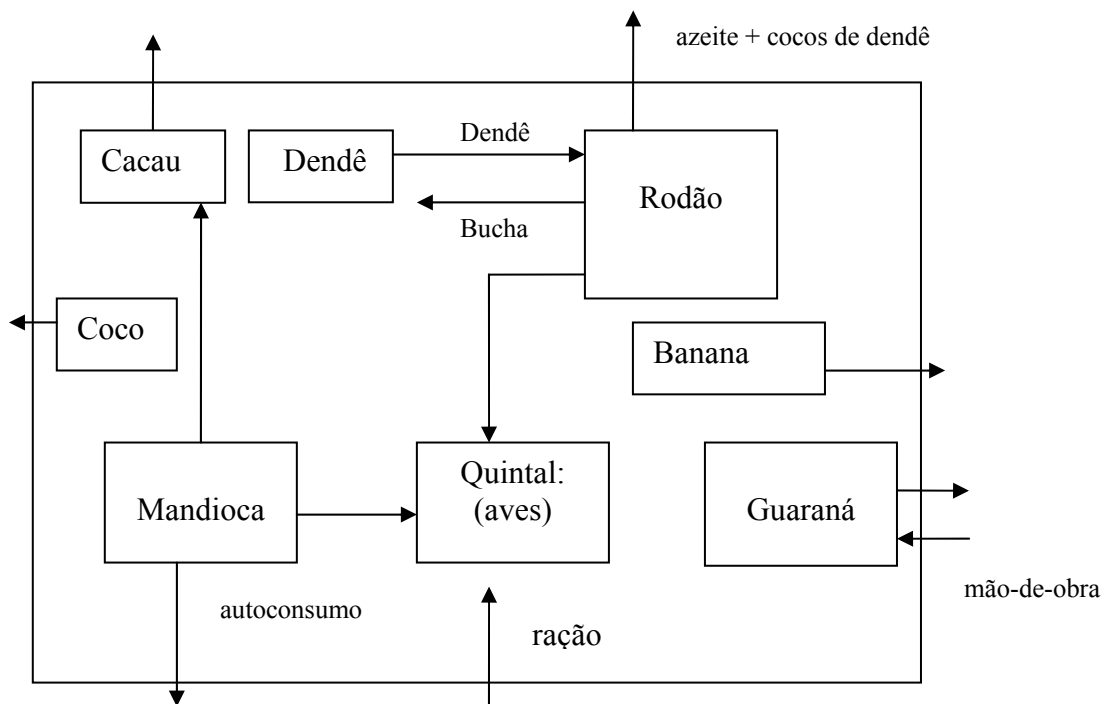 azeite + cocos de dendê
Cacau
Dendê
Dendê
Rodão
Bucha
Coco
Banana
Mandioca
Quintal:
(aves)
Guaraná
mão-de-obra
autoconsumo
ração